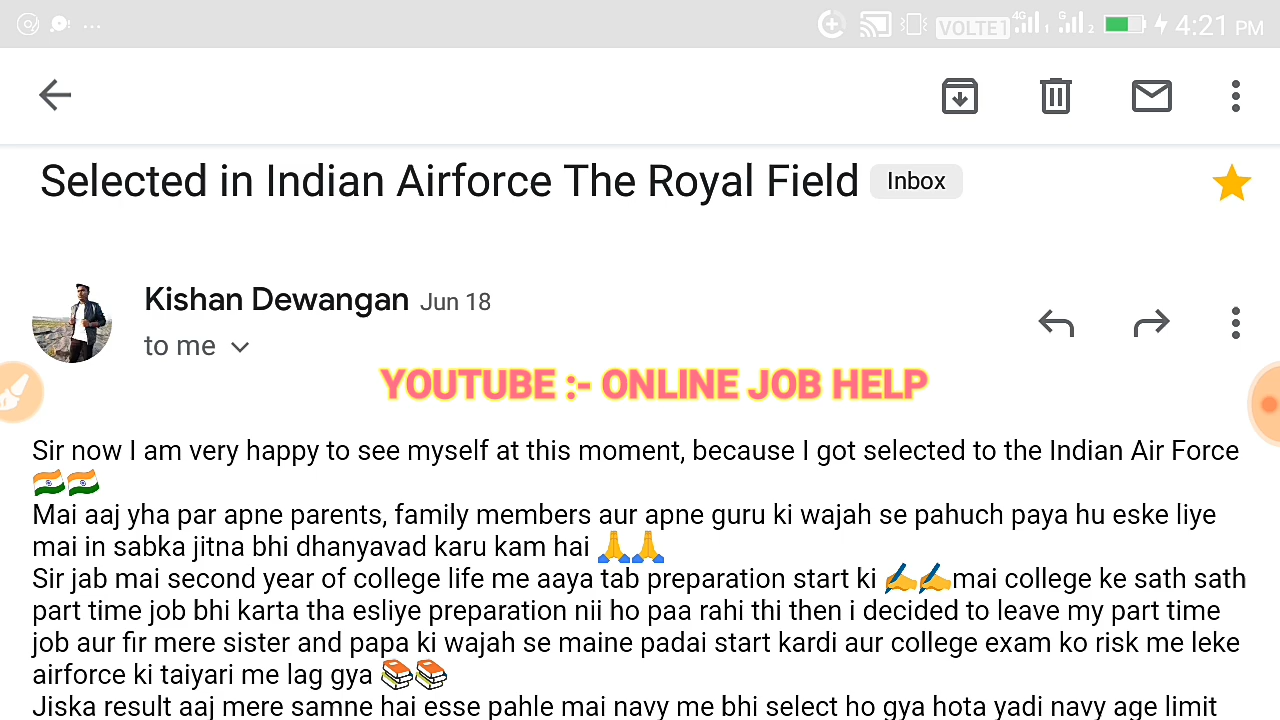 VOLTE1 4G 1 G 2 4:21 PM
Selected in Indian Airforce The Royal Field Inbox
Kishan Dewangan Jun 18
to me
YOUTUBE :- ONLINE JOB HELP
Sir now I am very happy to see myself at this moment, because I got selected to the Indian Air Force
🇮🇳🇮🇳
Mai aaj yha par apne parents, family members aur apne guru ki wajah se pahuch paya hu eske liye
mai in sabka jitna bhi dhanyavad karu kam hai 🙏🙏
Sir jab mai second year of college life me aaya tab preparation start ki ✍️✍️mai college ke sath sath
part time job bhi karta tha esliye preparation nii ho paa rahi thi then i decided to leave my part time
job aur fir mere sister and papa ki wajah se maine padai start kardi aur college exam ko risk me leke
airforce ki taiyari me lag gya 📚📚
Jiska result aaj mere samne hai esse pahle mai navy me bhi select ho gya hota yadi navy age limit